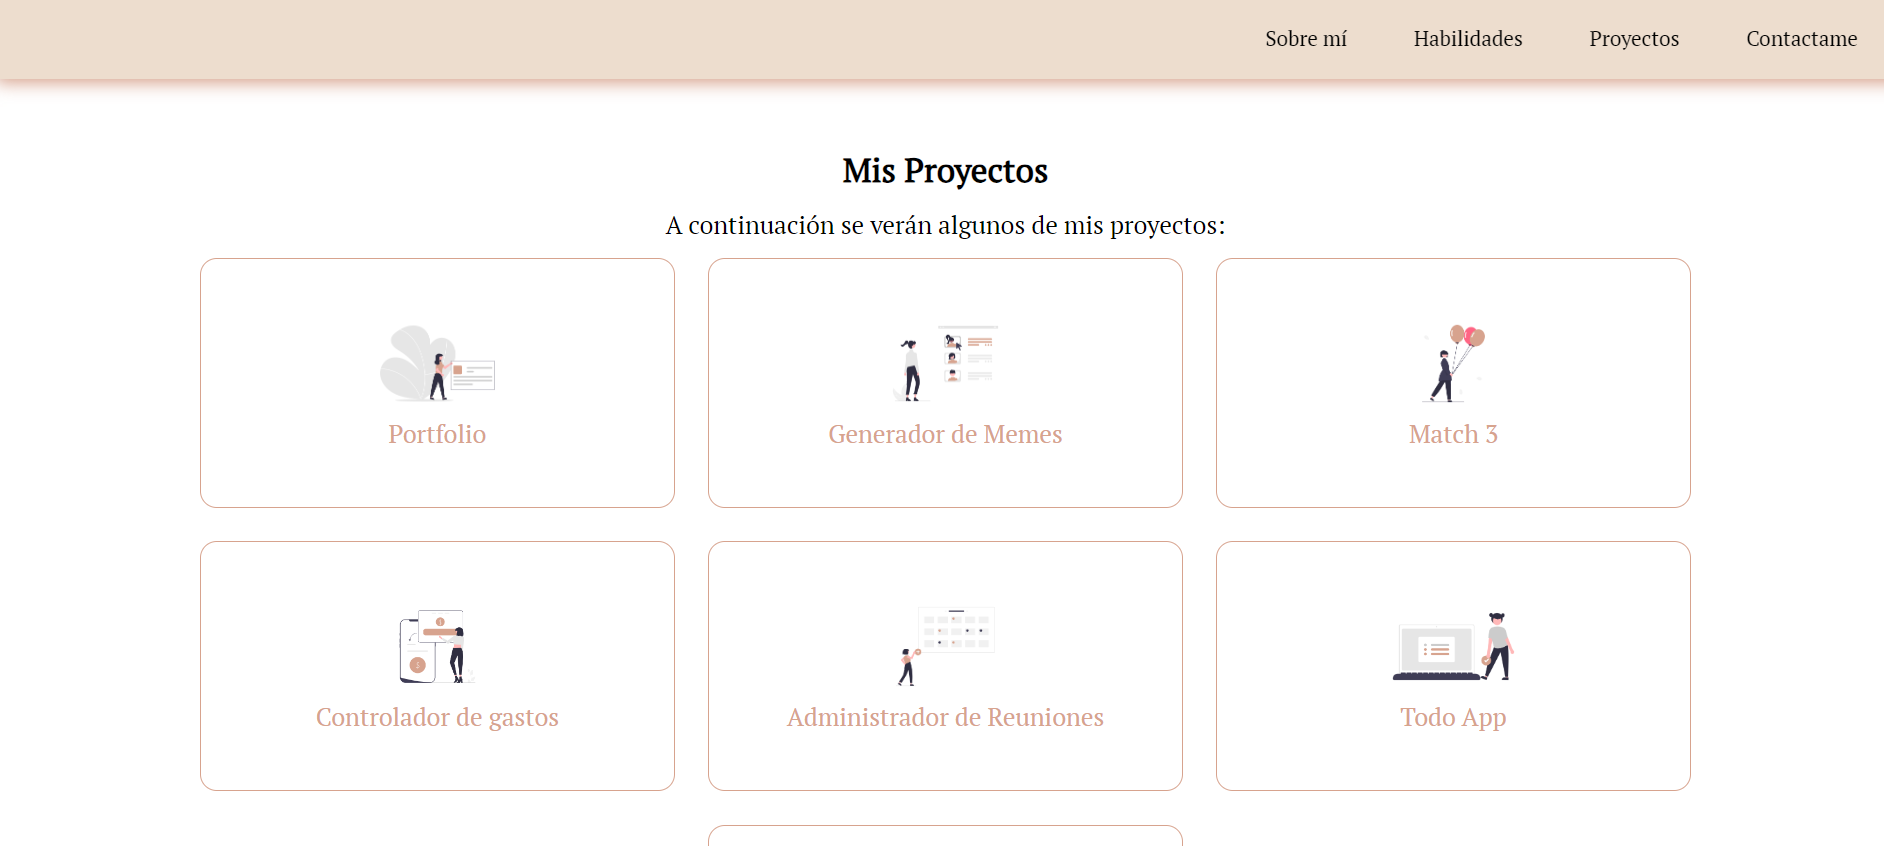 Sobre mí Habilidades Proyectos Contactame
Mis Proyectos
A continuación se verán algunos de mis proyectos:
Portfolio
Generador de Memes
Match 3
Controlador de gastos
Administrador de Reuniones
Todo App